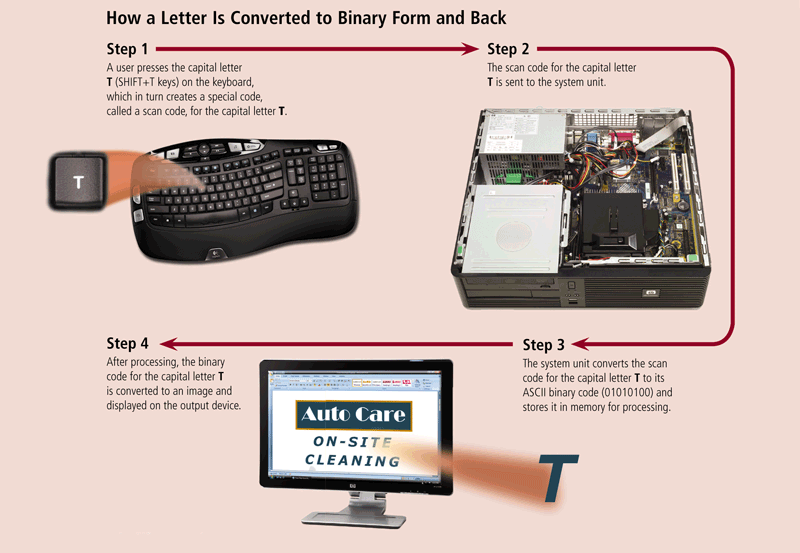 How a Letter Is Converted to Binary Form and Back
Step 1
A user presses the capital letter
T (SHIFT+T keys) on the keyboard,
which in turn creates a special code,
called a scan code, for the capital letter T.
Step 2
The scan code for the capital letter
T is sent to the system unit.
T
Step 3
The system unit converts the scan
code for the capital letter T to its
ASCII binary code (01010100) and
stores it in memory for processing.
Step 4
After processing, the binary
code for the capital letter T
is converted to an image and
displayed on the output device.
Auto Care
ON-SITE
CLEANING
T